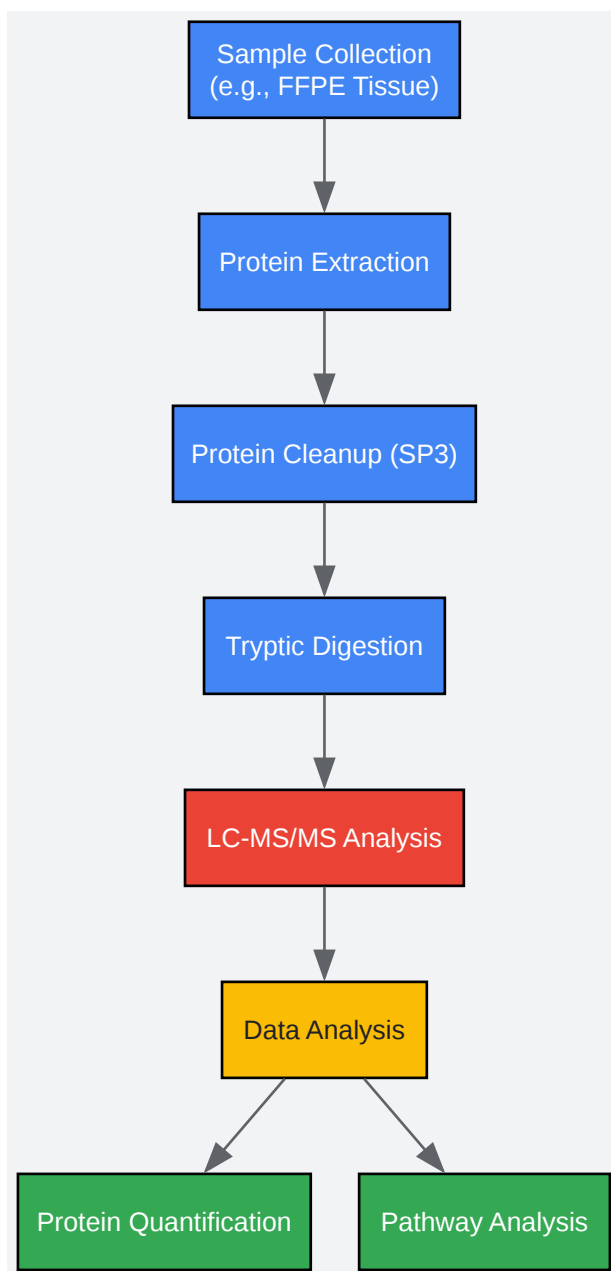 Sample Collection
(e.g., FFPE Tissue)
Protein Extraction
Protein Cleanup (SP3)
Tryptic Digestion
LC-MS/MS Analysis
Data Analysis
Protein Quantification
Pathway Analysis